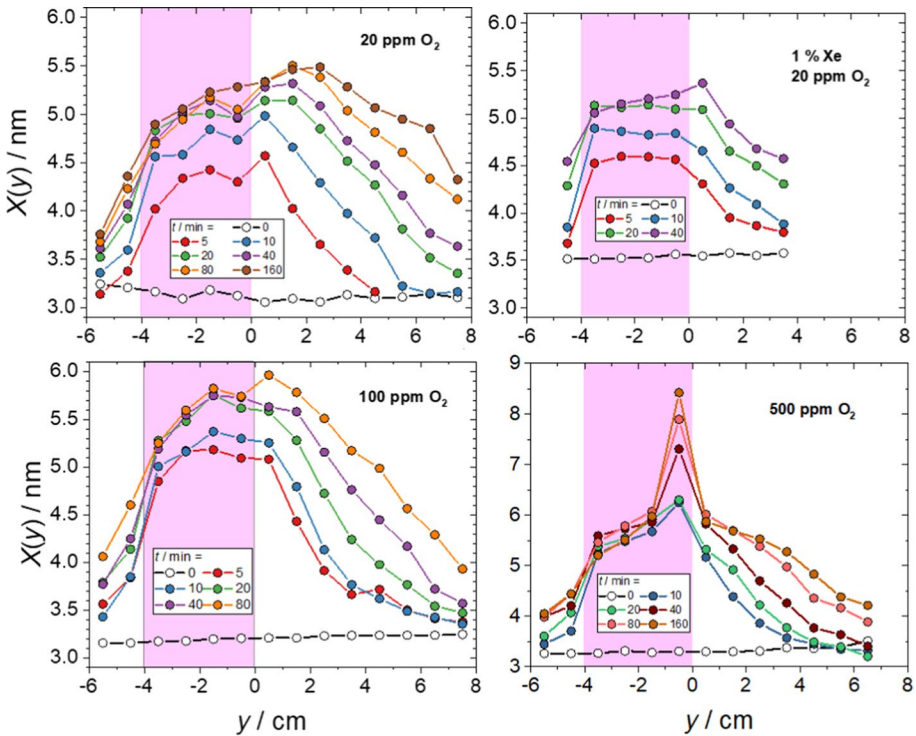 20 ppm O2
X(y) / nm
6.0
5.5
5.0
4.5
4.0
3.5
3.0
t / min = 0
5 10
20 40
80 160
-6 -4 -2 0 2 4 6 8
1 % Xe
20 ppm O2
6.0
5.5
5.0
4.5
4.0
3.5
3.0
t / min = 0
5 10
20 40
-6 -4 -2 0 2 4 6 8
100 ppm O2
X(y) / nm
6.0
5.5
5.0
4.5
4.0
3.5
3.0
t / min =
0 5
10 20
40 80
-6 -4 -2 0 2 4 6 8
y / cm
500 ppm O2
9
8
7
6
5
4
3
t / min =
0 10
20 40
80 160
-6 -4 -2 0 2 4 6 8
y / cm